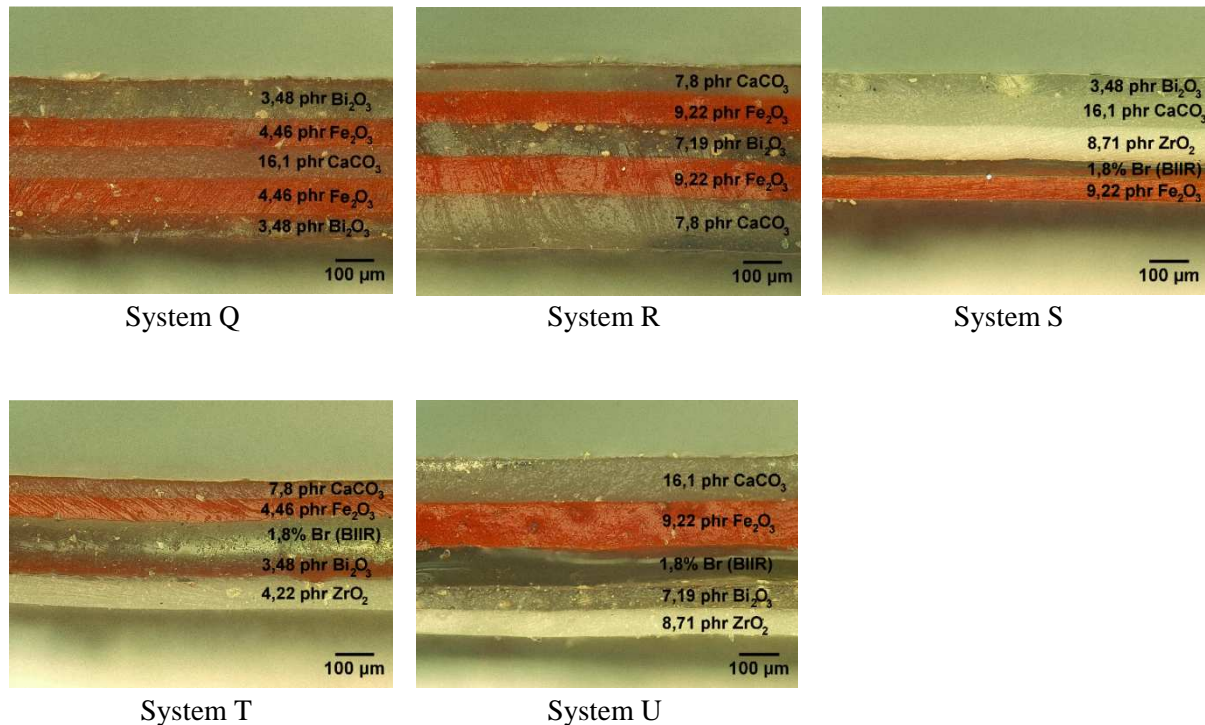 3,48 phr Bi₂O₃
4,46 phr Fe₂O₃
16,1 phr CaCO₃
4,46 phr Fe₂O₃
3,48 phr Bi₂O₃
100 µm
System Q
7,8 phr CaCO₃
9,22 phr Fe₂O₃
7,19 phr Bi₂O₃
9,22 phr Fe₂O₃
7,8 phr CaCO₃
100 µm
System R
3,48 phr Bi₂O₃
16,1 phr CaCO₃
8,71 phr ZrO₂
1,8% Br (BIIR)
9,22 phr Fe₂O₃
100 µm
System S
7,8 phr CaCO₃
4,46 phr Fe₂O₃
1,8% Br (BIIR)
3,48 phr Bi₂O₃
4,22 phr ZrO₂
100 µm
System T
16,1 phr CaCO₃
9,22 phr Fe₂O₃
1,8% Br (BIIR)
7,19 phr Bi₂O₃
8,71 phr ZrO₂
100 µm
System U